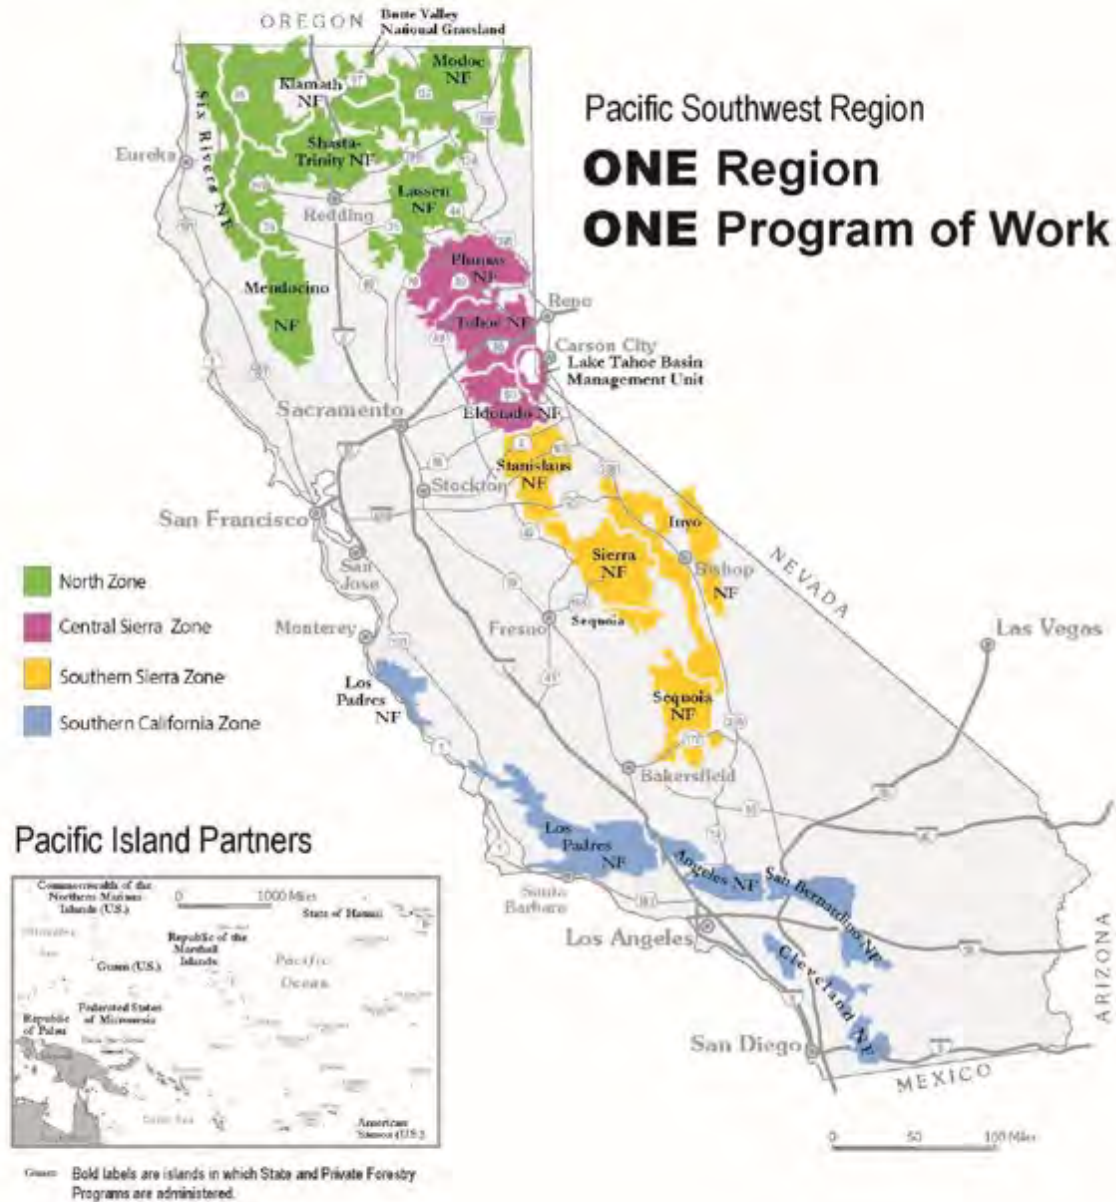 OREGON
Butte Valley
National Grassland
Modoc
NF
Klamath
NF
Six Rivers NF
Shasta-
Trinity NF
Eureka
Lassen
NF
Redding
Plumas
NF
Mendocino
NF
Tahoe NF
Reno
Carson City
Lake Tahoe Basin
Management Unit
Sacramento
Eldorado NF
Stanislaus
NF
Stockton
San Francisco
San
Jose
Inyo
NF
Bishop
Sierra
NF
Sequoia
NEVADA
Monterey
Fresno
Las Vegas
Los
Padres
NF
Sequoia
NF
Bakersfield
Los
Padres
NF
Angeles NF
San Bernardino NF
Santa
Barbara
Los Angeles
Cleveland NF
ARIZONA
San Diego
MEXICO
0 50 100 Miles
Pacific Southwest Region
ONE Region
ONE Program of Work
North Zone
Central Sierra Zone
Southern Sierra Zone
Southern California Zone
Pacific Island Partners
Commonwealth of the
Northern Mariana
Islands (U.S.)
0 1000 Miles
State of Hawaii
Republic of the
Marshall
Islands
Guam (U.S.)
Pacific
Ocean
Federated States
of Micronesia
Republic
of Palau
American
Samoa (U.S.)
Bold labels are islands in which State and Private Forestry
Programs are administered.